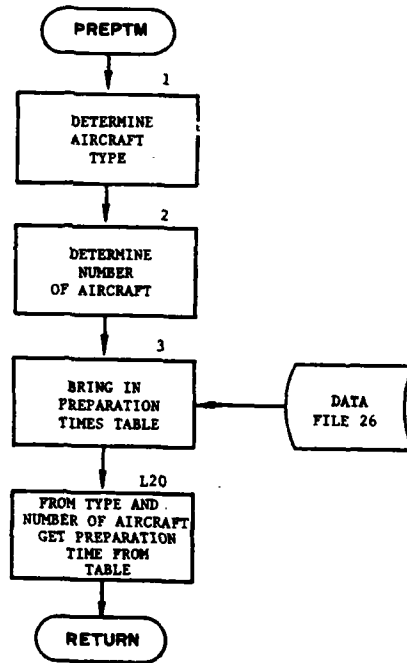 PREPTM
1
DETERMINE
AIRCRAFT
TYPE
2
DETERMINE
NUMBER
OF AIRCRAFT
3
BRING IN
PREPARATION
TIMES TABLE
DATA
FILE 26
L20
FROM TYPE AND
NUMBER OF AIRCRAFT
GET PREPARATION
TIME FROM
TABLE
RETURN